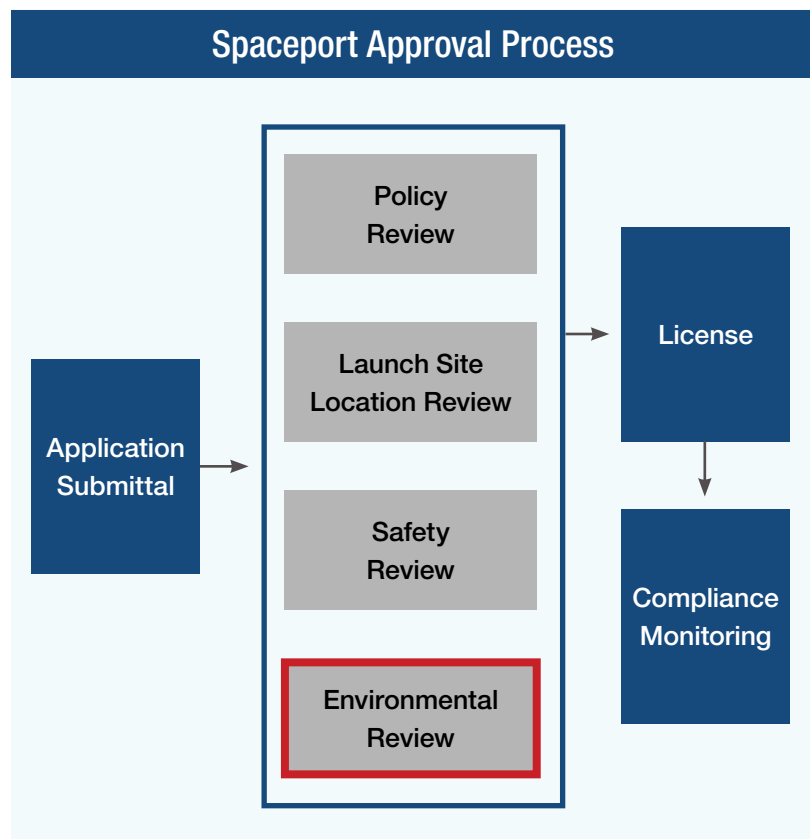 Spaceport Approval Process
Policy
Review
Launch Site
Location Review
Safety
Review
Environmental
Review
Application
Submittal
License
Compliance
Monitoring